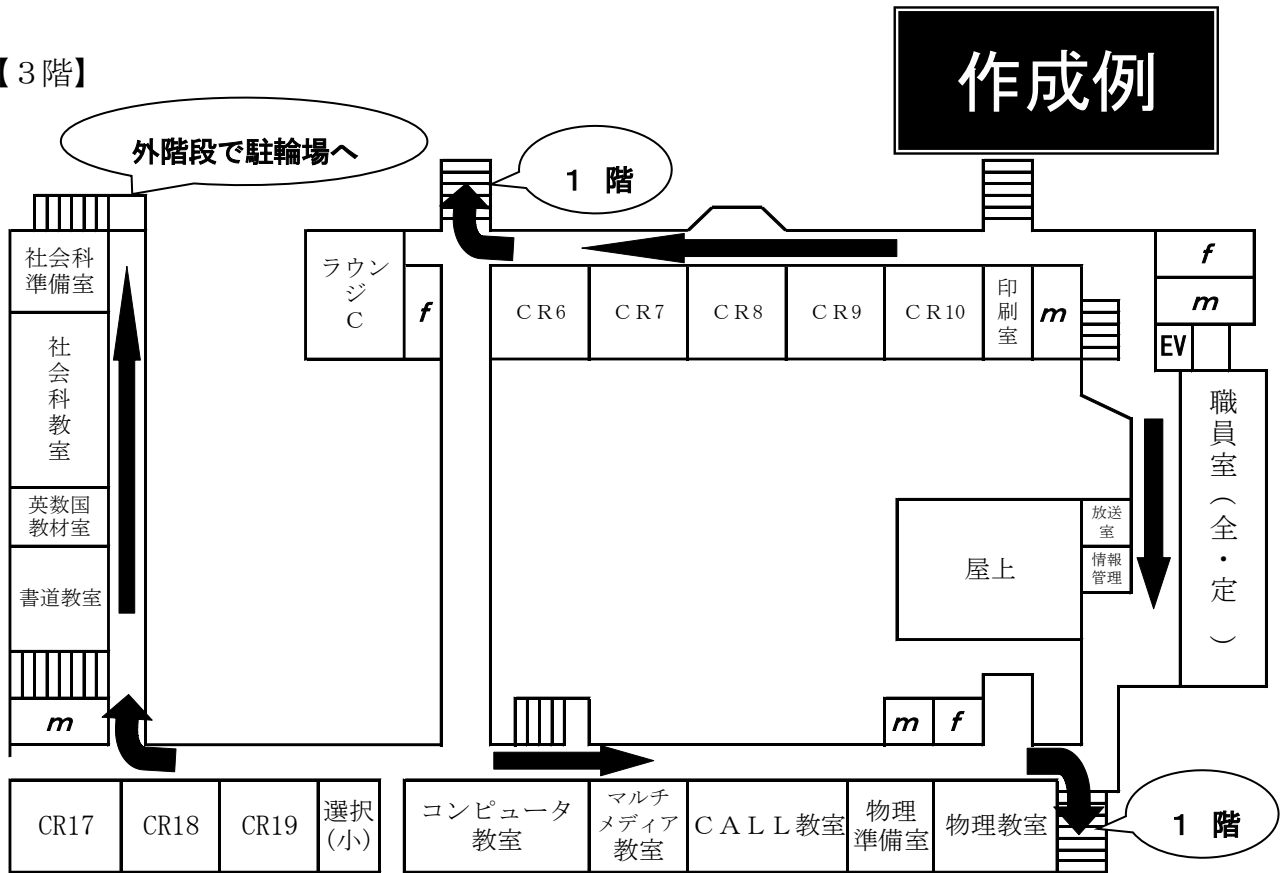 【３階】
作成例
外階段で駐輪場へ
１ 階
社会科
準備室
社会科教室
英数国
教材室
書道教室
m
ラウンジC
f
ＣＲ6
ＣＲ7
ＣＲ8
ＣＲ9
ＣＲ10
印刷室
m
f
m
EV
職員室（全・定）
放送室
情報
管理
屋上
m
f
CR17
CR18
CR19
選択
(小)
コンピュータ
教室
マルチ
メディア
教室
ＣＡＬＬ教室
物理
準備室
物理教室
１ 階